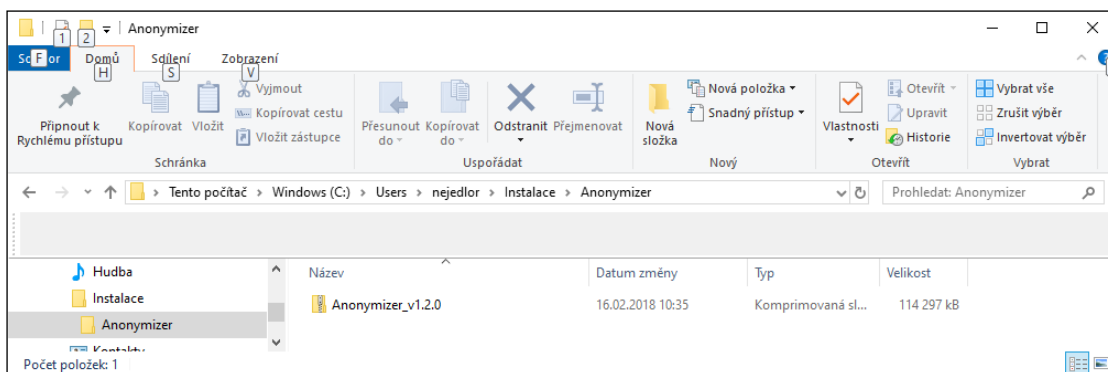 Anonymizer
1
2
F
Domů
Sdílení
Zobrazení
H
S
V
Připnout k
Rychlému přístupu
Kopírovat
Vložit
Vyjmout
Kopírovat cestu
Vložit zástupce
Schránka
Přesunout
do
Kopírovat
do
Odstranit
Přejmenovat
Uspořádat
Nová
složka
Nová položka
Snadný přístup
Nový
Vlastnosti
Otevřít
Upravit
Historie
Otevřít
Vybrat vše
Zrušit výběr
Invertovat výběr
Vybrat
Tento počítač > Windows (C:) > Users > nejedlor > Instalace > Anonymizer
Prohledat: Anonymizer
Hudba
Instalace
Anonymizer
Kontakty
Název
Datum změny
Typ
Velikost
Anonymizer_v1.2.0
16.02.2018 10:35
Komprimovaná sl...
114 297 kB
Počet položek: 1